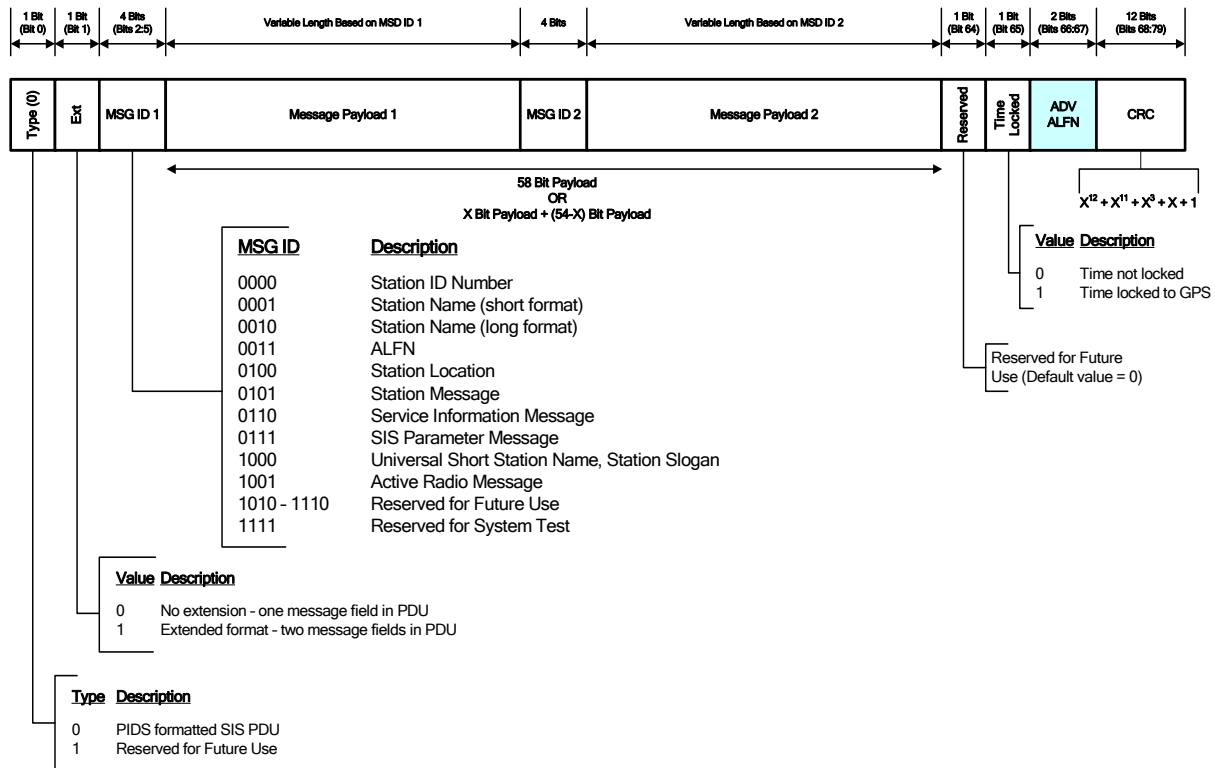 1 Bit (Bit 0)
1 Bit (Bit 1)
4 Bits (Bits 2:5)
Variable Length Based on MSD ID 1
4 Bits
Variable Length Based on MSD ID 2
1 Bit (Bit 64)
1 Bit (Bit 65)
2 Bits (Bits 66:67)
12 Bits (Bits 68:79)
Type (0)
Ext
MSG ID 1
Message Payload 1
MSG ID 2
Message Payload 2
Reserved
Time Locked
ADV ALFN
CRC
58 Bit Payload
OR
X Bit Payload + (54-X) Bit Payload
X¹² + X¹¹ + X³ + X + 1
MSG ID Description
0000 Station ID Number
0001 Station Name (short format)
0010 Station Name (long format)
0011 ALFN
0100 Station Location
0101 Station Message
0110 Service Information Message
0111 SIS Parameter Message
1000 Universal Short Station Name, Station Slogan
1001 Active Radio Message
1010 - 1110 Reserved for Future Use
1111 Reserved for System Test
Value Description
0 Time not locked
1 Time locked to GPS
Reserved for Future
Use (Default value = 0)
Value Description
0 No extension - one message field in PDU
1 Extended format - two message fields in PDU
Type Description
0 PIDS formatted SIS PDU
1 Reserved for Future Use